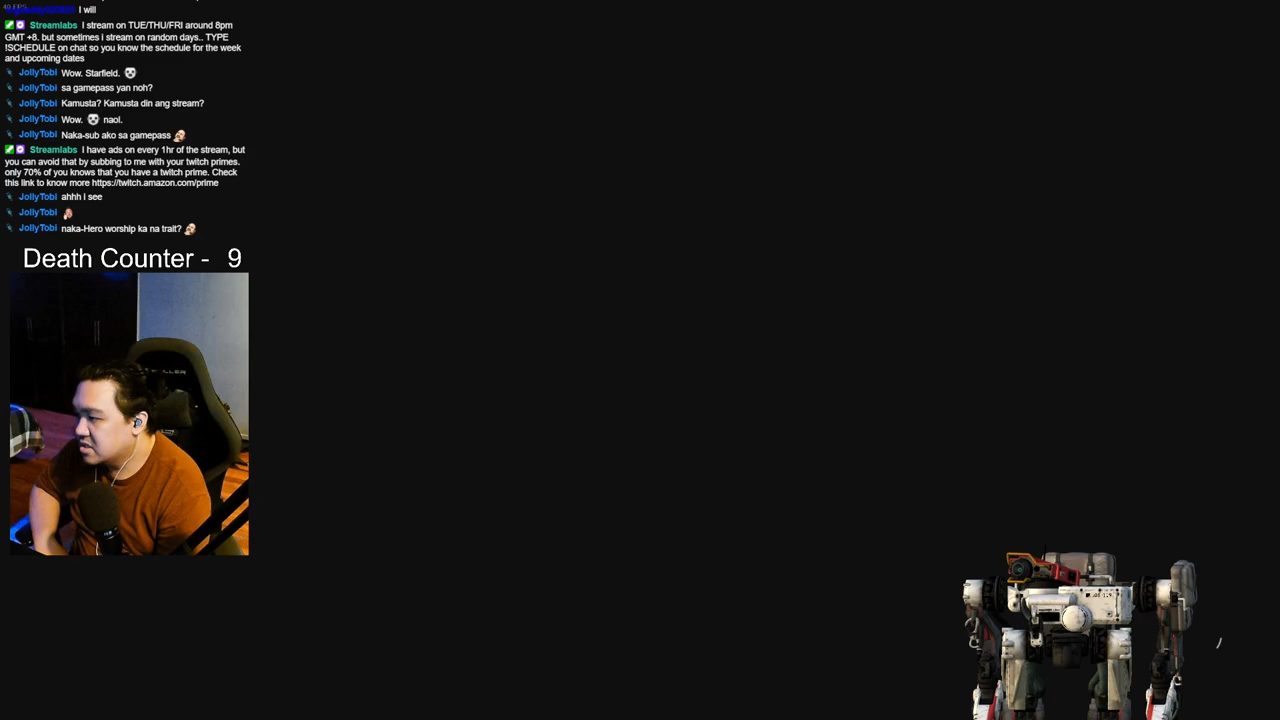 I will
Streamlabs I stream on TUE/THU/FRI around 8pm
GMT +8. but sometimes i stream on random days.. TYPE
!SCHEDULE on chat so you know the schedule for the week
and upcoming dates
JollyTobi Wow. Starfield.
JollyTobi sa gamepass yan noh?
JollyTobi Kamusta? Kamusta din ang stream?
JollyTobi Wow. naol.
JollyTobi Naka-sub ako sa gamepass
Streamlabs I have ads on every 1hr of the stream, but
you can avoid that by subbing to me with your twitch primes.
only 70% of you knows that you have a twitch prime. Check
this link to know more https://twitch.amazon.com/prime
JollyTobi ahhh i see
JollyTobi
JollyTobi naka-Hero worship ka na trait?
Death Counter - 9